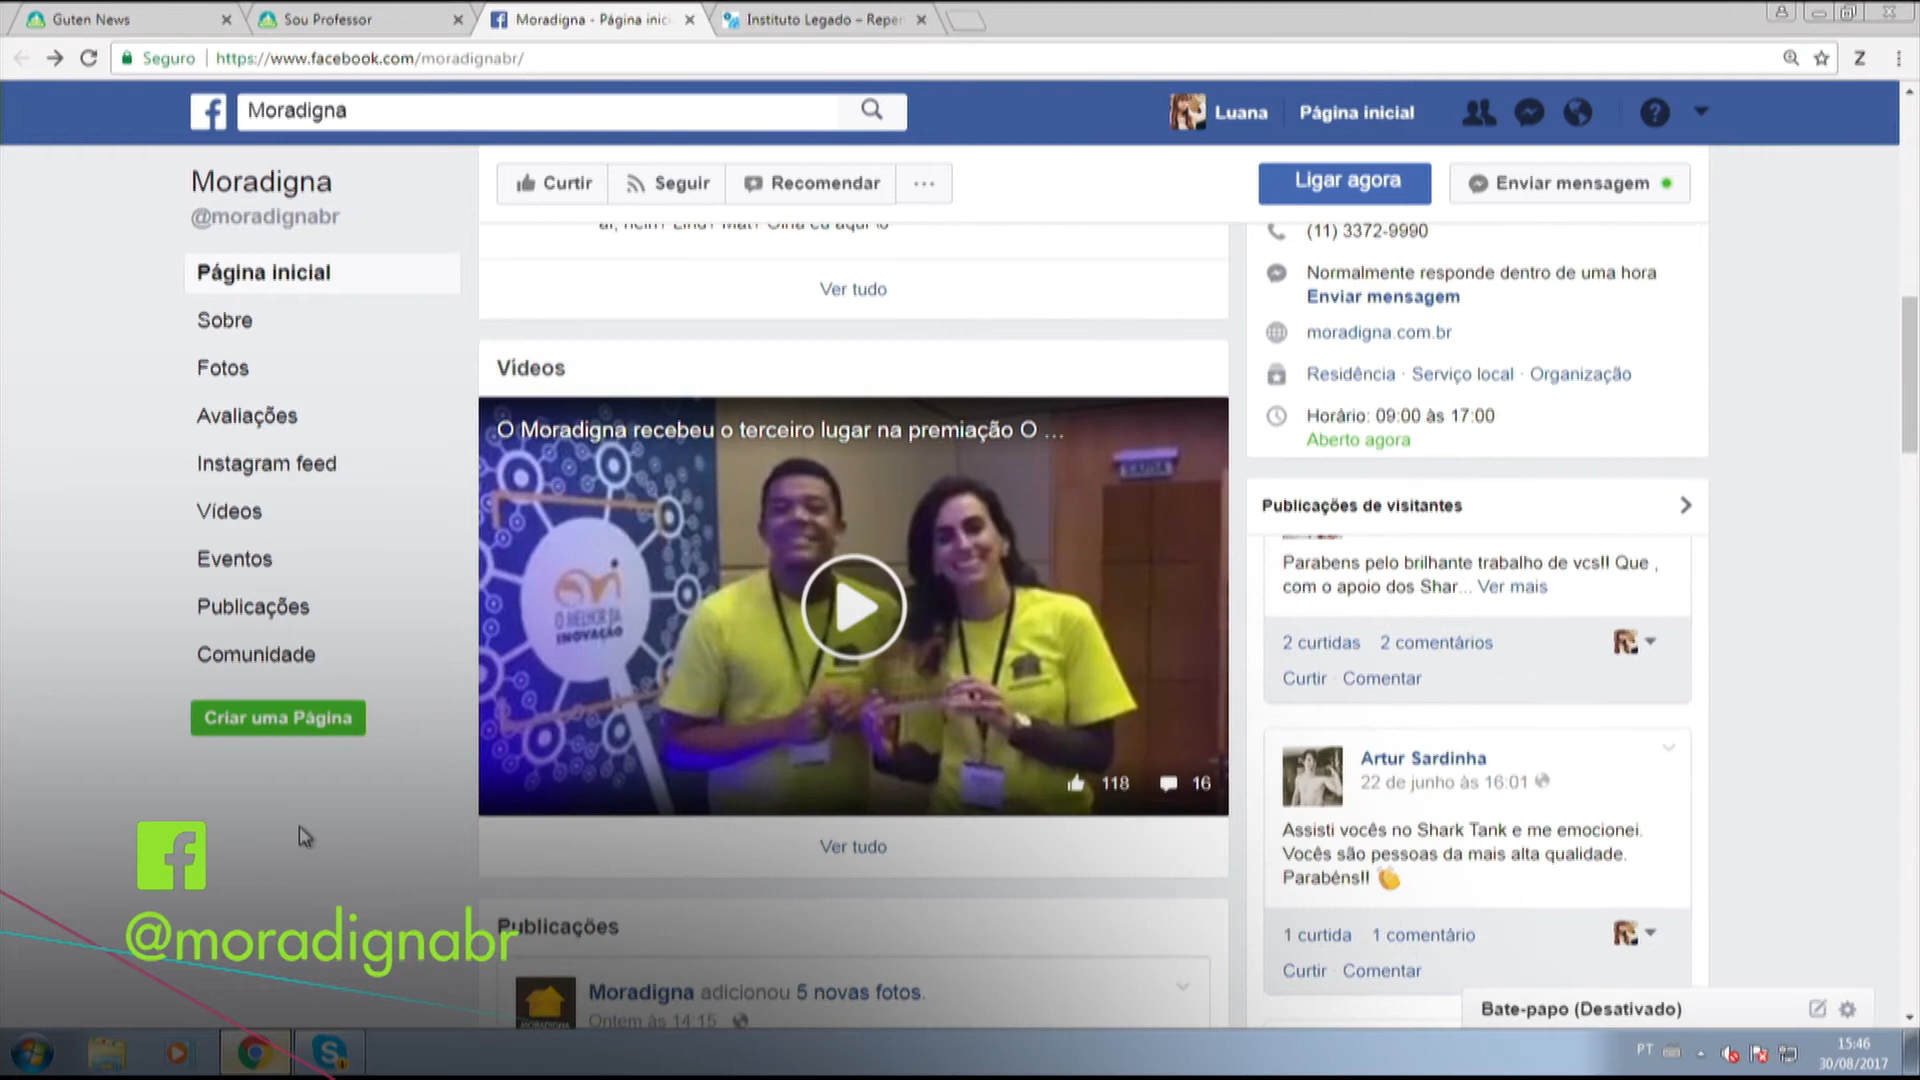 Guten News
Sou Professor
Moradigna - Página inici
Instituto Legado – Reper
Seguro
https://www.facebook.com/moradignabr/
Moradigna
Luana
Página inicial
Moradigna
@moradignabr
Curtir
Seguir
Recomendar
Ligar agora
Enviar mensagem
Página inicial
Sobre
Fotos
Avaliações
Instagram feed
Vídeos
Eventos
Publicações
Comunidade
Criar uma Página
Ver tudo
Vídeos
O Moradigna recebeu o terceiro lugar na premiação O ...
SAÍDA
O MELHOR DA
INOVAÇÃO
118
16
Ver tudo
Publicações
Moradigna adicionou 5 novas fotos.
Ontem às 14:15
(11) 3372-9990
Normalmente responde dentro de uma hora
Enviar mensagem
moradigna.com.br
Residência · Serviço local · Organização
Horário: 09:00 às 17:00
Aberto agora
Publicações de visitantes
Parabens pelo brilhante trabalho de vcs!! Que ,
com o apoio dos Shar... Ver mais
2 curtidas 2 comentários
Curtir · Comentar
Artur Sardinha
22 de junho às 16:01
Assisti vocês no Shark Tank e me emocionei.
Vocês são pessoas da mais alta qualidade.
Parabéns!!
1 curtida 1 comentário
Curtir · Comentar
Bate-papo (Desativado)
@moradignabr
PT
15:46
30/08/2017